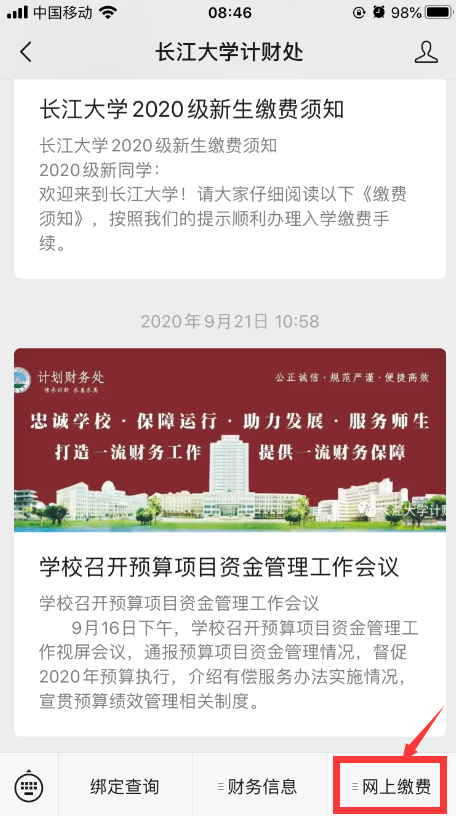 中国移动 08:46 98%
长江大学计财处
长江大学2020级新生缴费须知
长江大学2020级新生缴费须知
2020级新同学：
欢迎来到长江大学！请大家仔细阅读以下《缴费
须知》，按照我们的提示顺利办理入学缴费手
续。
2020年9月21日 10:58
计划财务处
公正诚信·规范严谨·便捷高效
忠诚学校·保障运行·助力发展·服务师生
打造一流财务工作 提供一流财务保障
长江大学计财
学校召开预算项目资金管理工作会议
学校召开预算项目资金管理工作会议
9月16日下午，学校召开预算项目资金管理工
作视屏会议，通报预算项目资金管理情况，督促
2020年预算执行，介绍有偿服务办法实施情况，
宣贯预算绩效管理相关制度。
绑定查询 财务信息 网上缴费